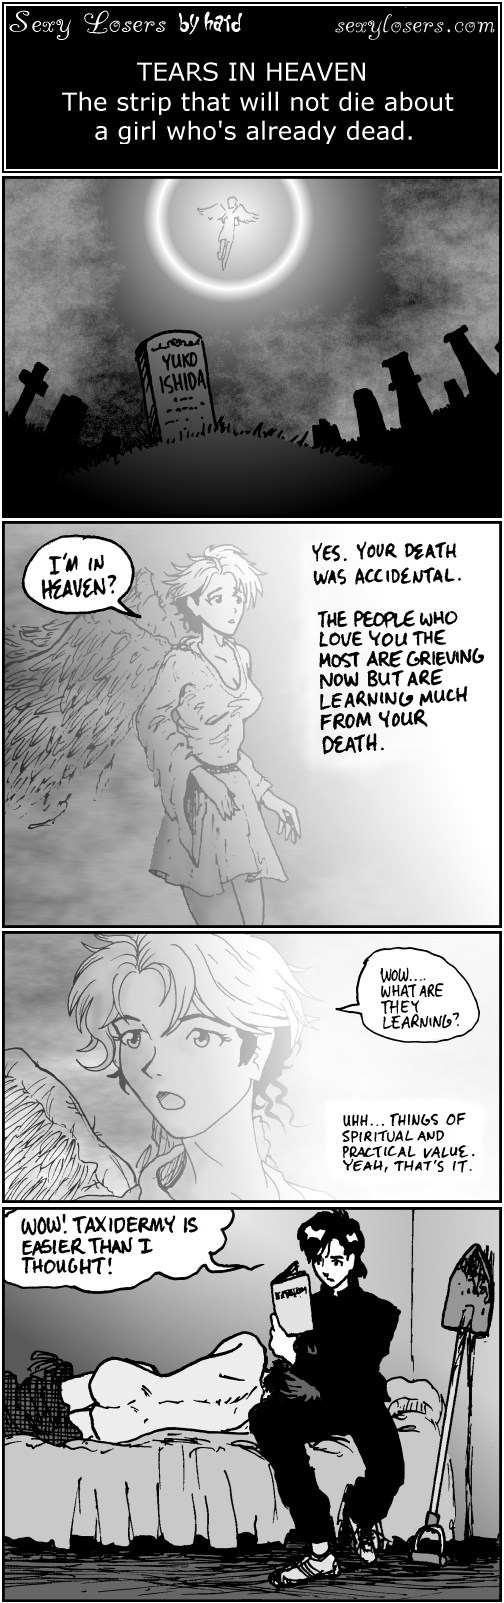 Sexy Losers by hard
sexylosers.com
TEARS IN HEAVEN
The strip that will not die about
a girl who's already dead.
YUKO
ISHIDA
I'M IN
HEAVEN?
YES. YOUR DEATH
WAS ACCIDENTAL.
THE PEOPLE WHO
LOVE YOU THE
MOST ARE GRIEVING
NOW BUT ARE
LEARNING MUCH
FROM YOUR
DEATH.
WOW....
WHAT ARE
THEY
LEARNING?
UHH... THINGS OF
SPIRITUAL AND
PRACTICAL VALUE.
YEAH, THAT'S IT.
WOW! TAXIDERMY IS
EASIER THAN I
THOUGHT!